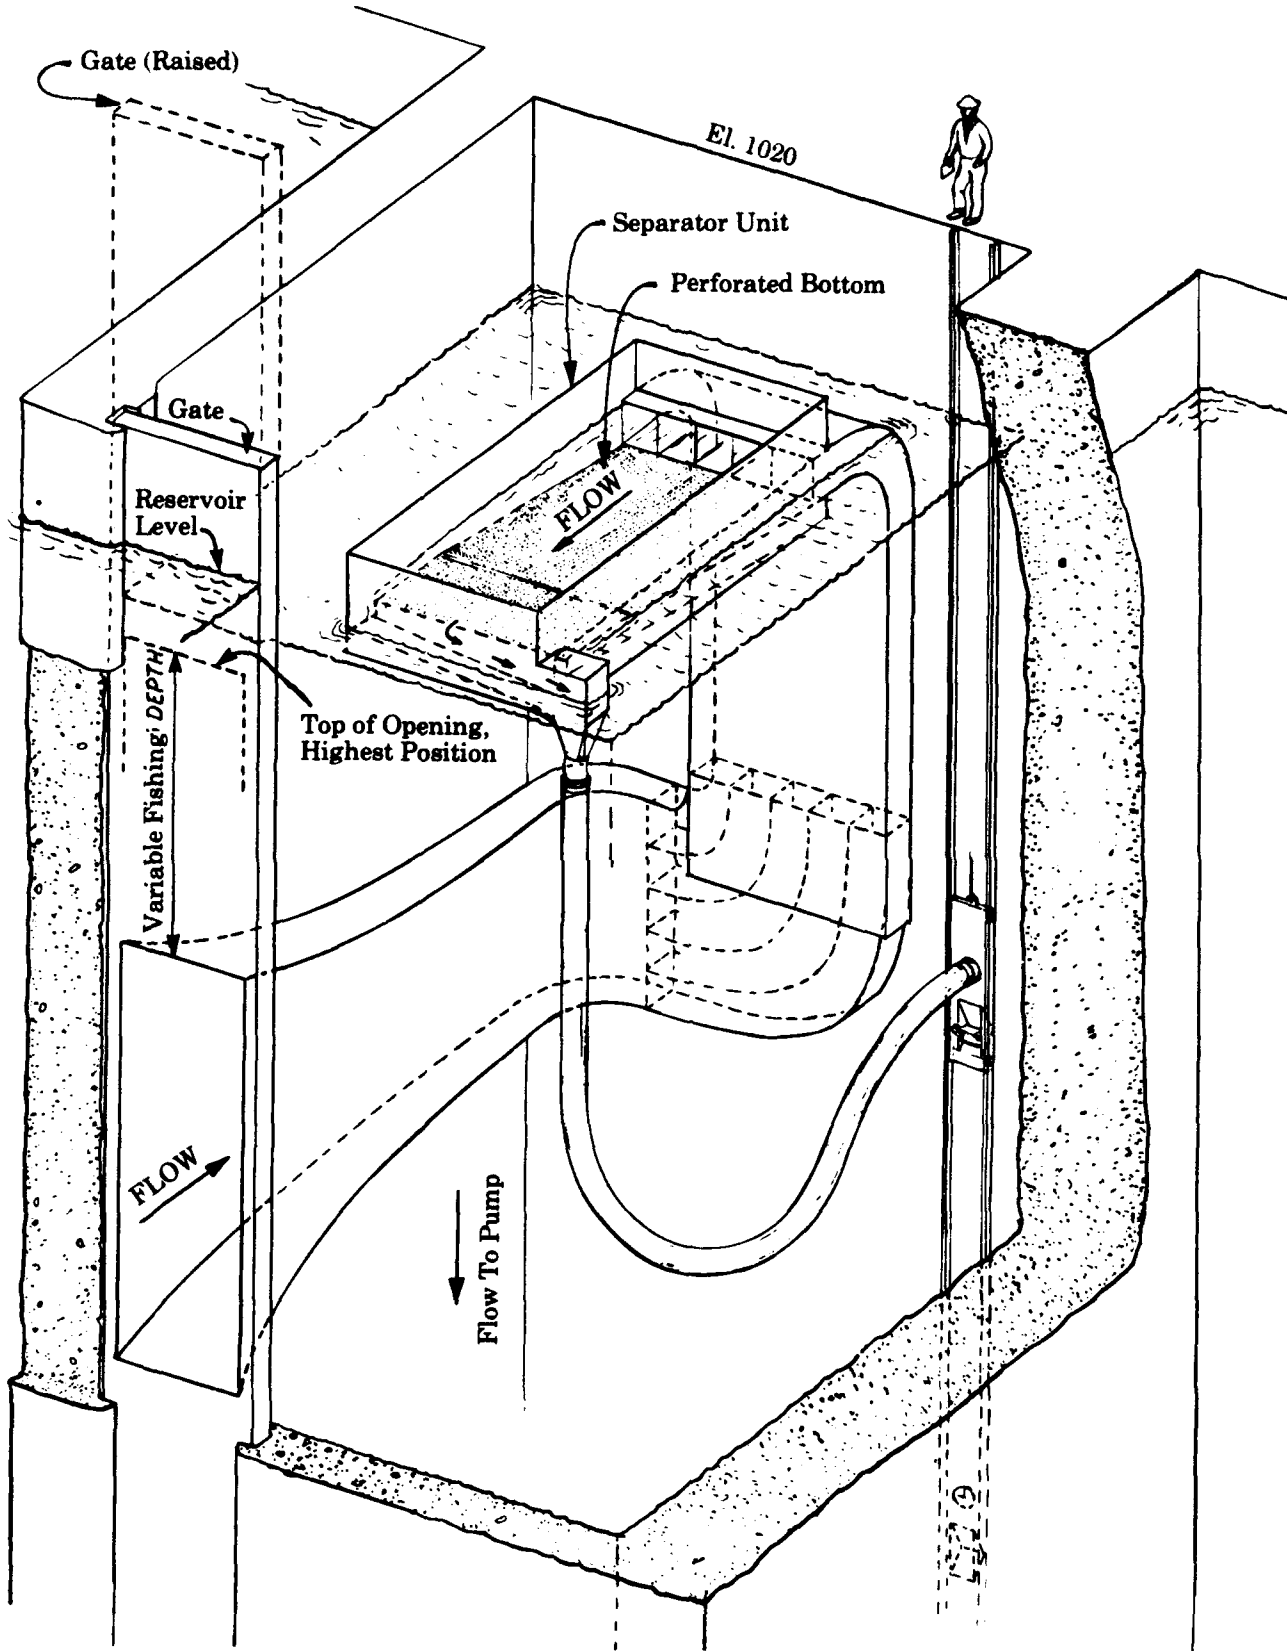 Gate (Raised)
El. 1020
Separator Unit
Perforated Bottom
Gate
Reservoir
Level
FLOW
Top of Opening,
Highest Position
Variable Fishing DEPTH
FLOW
Flow To Pump